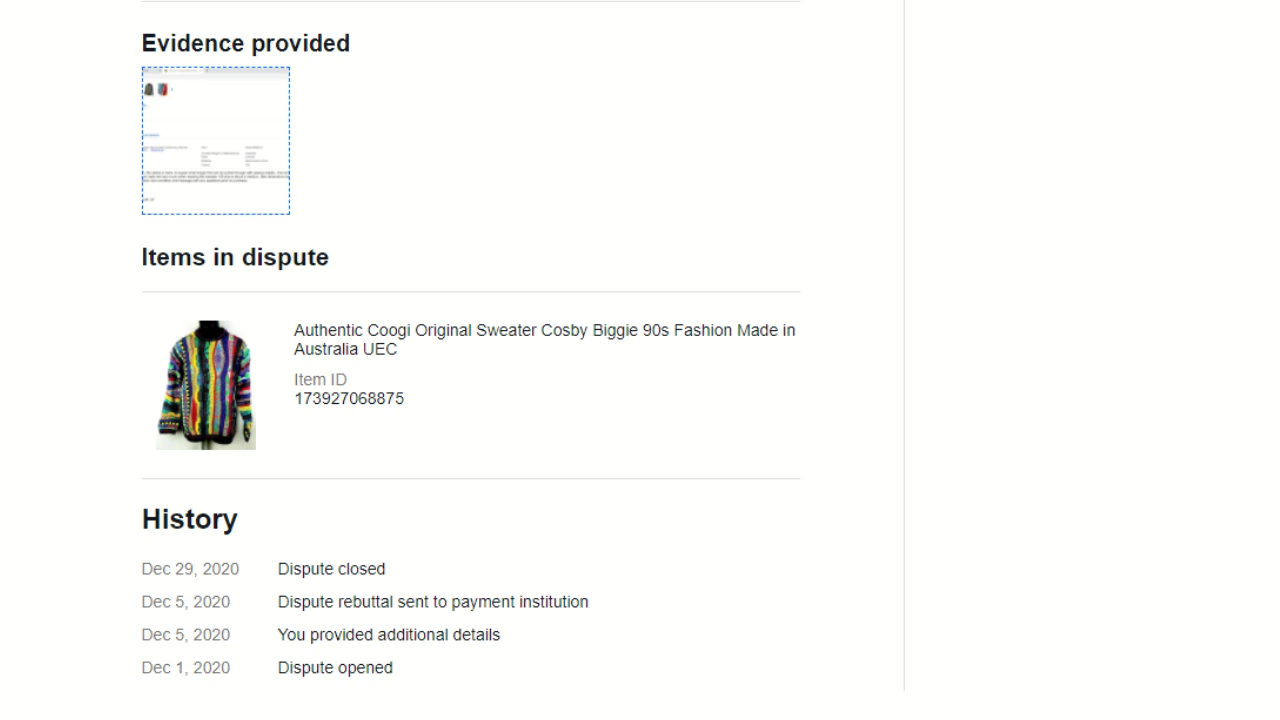 Evidence provided
Items in dispute
Authentic Coogi Original Sweater Cosby Biggie 90s Fashion Made in
Australia UEC
Item ID
173927068875
History
Dec 29, 2020 Dispute closed
Dec 5, 2020 Dispute rebuttal sent to payment institution
Dec 5, 2020 You provided additional details
Dec 1, 2020 Dispute opened